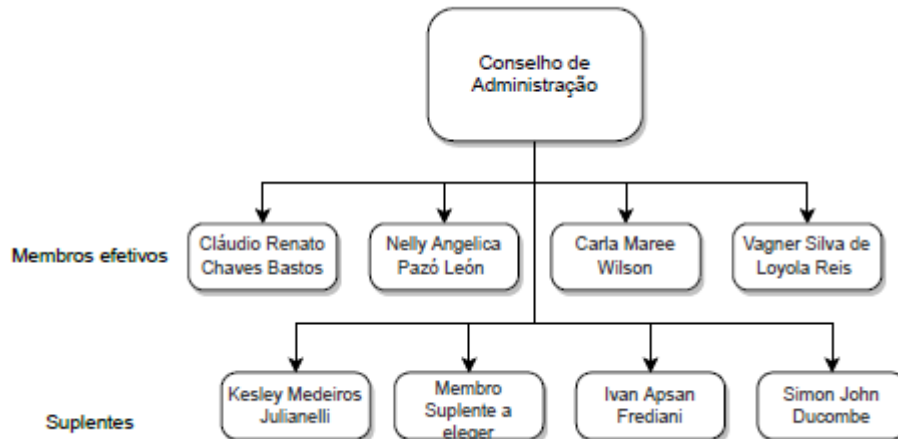 Conselho de
Administração
Membros efetivos
Cláudio Renato
Chaves Bastos
Nelly Angelica
Pazó León
Carla Maree
Wilson
Vagner Silva de
Loyola Reis
Suplentes
Kesley Medeiros
Julianelli
Membro
Suplente a
eleger
Ivan Apsan
Frediani
Simon John
Ducombe